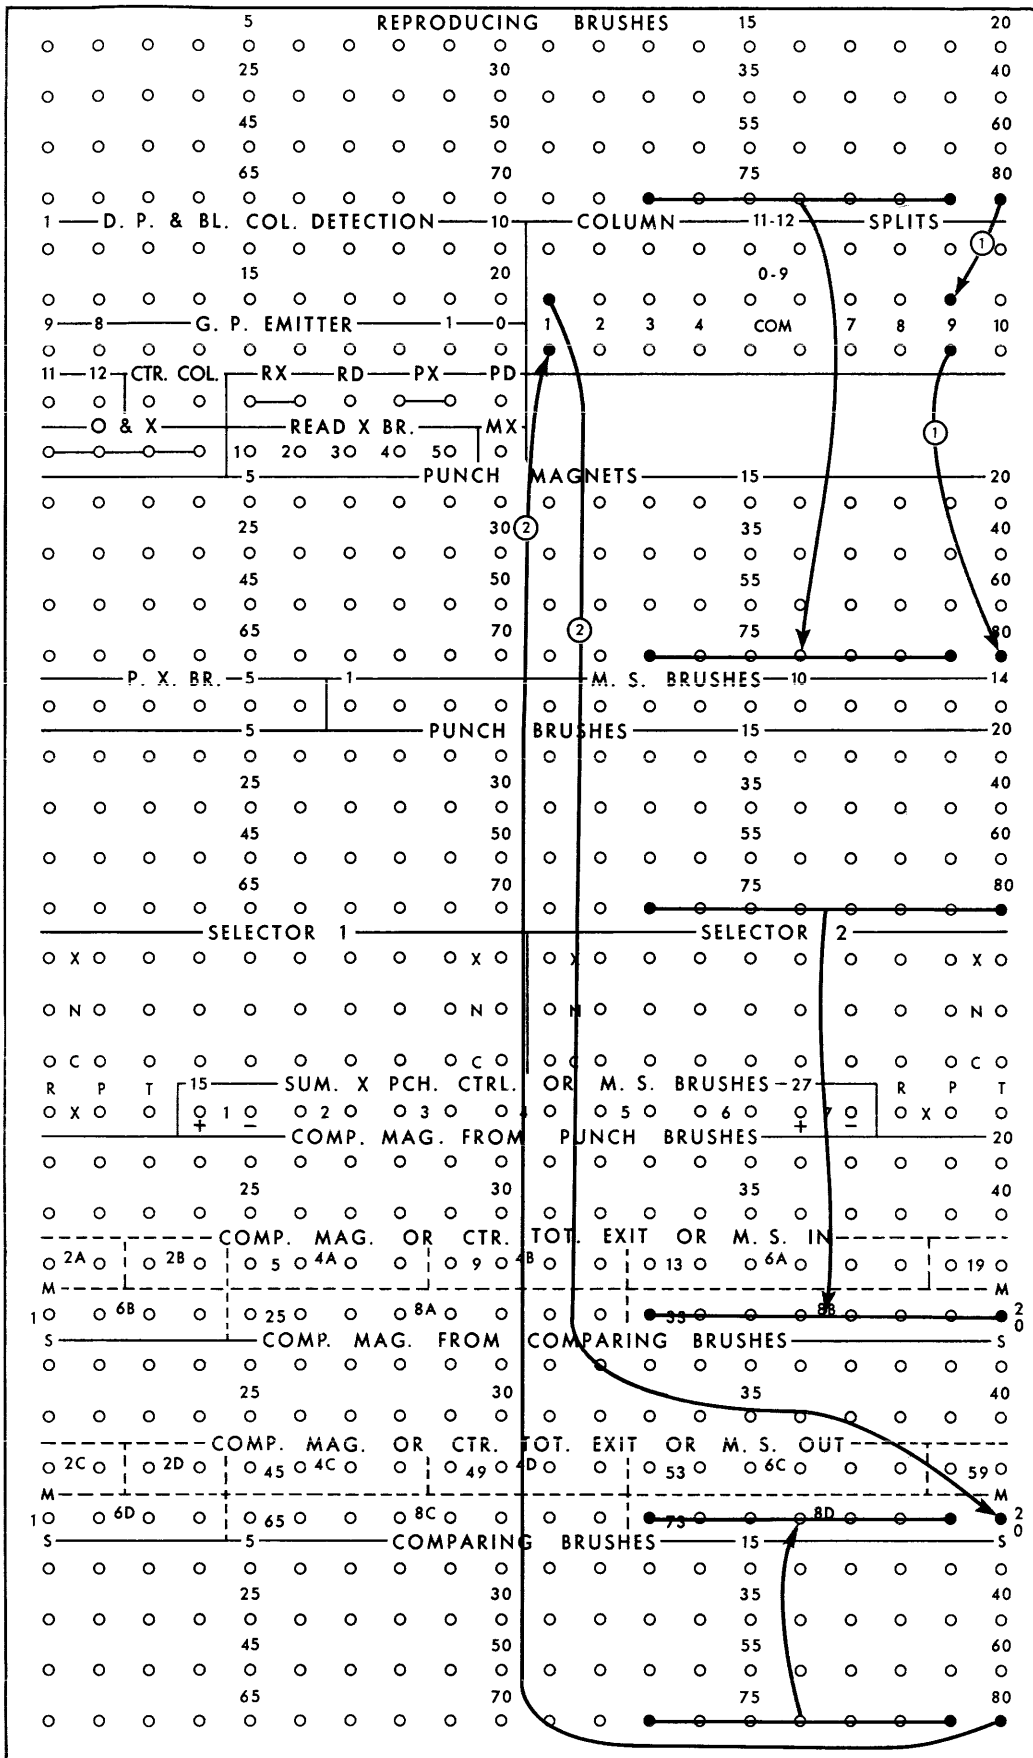 5 REPRODUCING BRUSHES 15 20
25 30 35 40
45 50 55 60
65 70 75 80
1 D. P. & BL. COL. DETECTION 10 COLUMN 11-12 SPLITS
1
15 20 0-9
9 8 G. P. EMITTER 1 0 1 2 3 4 COM 7 8 9 10
11 12 CTR. COL. RX RD PX PD
O & X READ X BR. MX
1
10 20 30 40 50
5 PUNCH MAGNETS 15 20
25 30 2 35 40
45 50 55 60
65 70 2 75 80
P. X. BR. 5 1 M. S. BRUSHES 10 14
5 PUNCH BRUSHES 15 20
25 30 35 40
45 50 55 60
65 70 75 80
SELECTOR 1 SELECTOR 2
X X X X
N N N N
C C C C
R P T 15 SUM. X PCH. CTRL. OR M. S. BRUSHES 27 R P T
X 1 2 3 4 5 6 7 X
+ − + −
COMP. MAG. FROM PUNCH BRUSHES 20
25 30 35 40
COMP. MAG. OR CTR. TOT. EXIT OR M. S. IN
2A 2B 5 4A 9 4B 13 6A 19
M M
1 6B 25 8A 33 8B 20
S COMP. MAG. FROM COMPARING BRUSHES S
25 30 35 40
COMP. MAG. OR CTR. TOT. EXIT OR M. S. OUT
2C 2D 45 4C 49 4D 53 6C 59
M M
1 6D 65 8C 73 8D 20
S 5 COMPARING BRUSHES 15 S
25 30 35 40
45 50 55 60
65 70 75 80